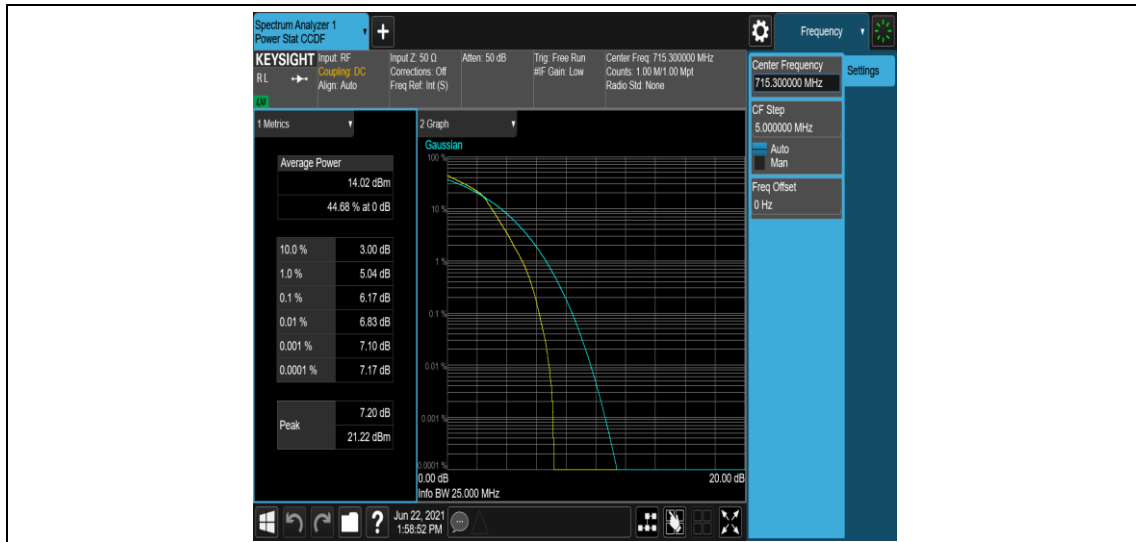 Spectrum Analyzer 1
Power Stat CCDF
+
Frequency
KEYSIGHT
RL
LXI
Input: RF
Coupling: DC
Align: Auto
Input Z: 50 Ω
Corrections: Off
Freq Ref: Int (S)
Atten: 50 dB
Trig: Free Run
#IF Gain: Low
Center Freq: 715.300000 MHz
Counts: 1.00 M/1.00 Mpt
Radio Std: None
Center Frequency
715.300000 MHz
Settings
CF Step
5.000000 MHz
Auto
Man
Freq Offset
0 Hz
1 Metrics
Average Power
14.02 dBm
44.68 % at 0 dB
10.0 % 3.00 dB
1.0 % 5.04 dB
0.1 % 6.17 dB
0.01 % 6.83 dB
0.001 % 7.10 dB
0.0001 % 7.17 dB
Peak 7.20 dB
21.22 dBm
2 Graph
Gaussian
100 %
10 %
1 %
0.1 %
0.01 %
0.001 %
0.0001 %
0.00 dB 20.00 dB
Info BW 25.000 MHz
?
Jun 22, 2021
1:58:52 PM